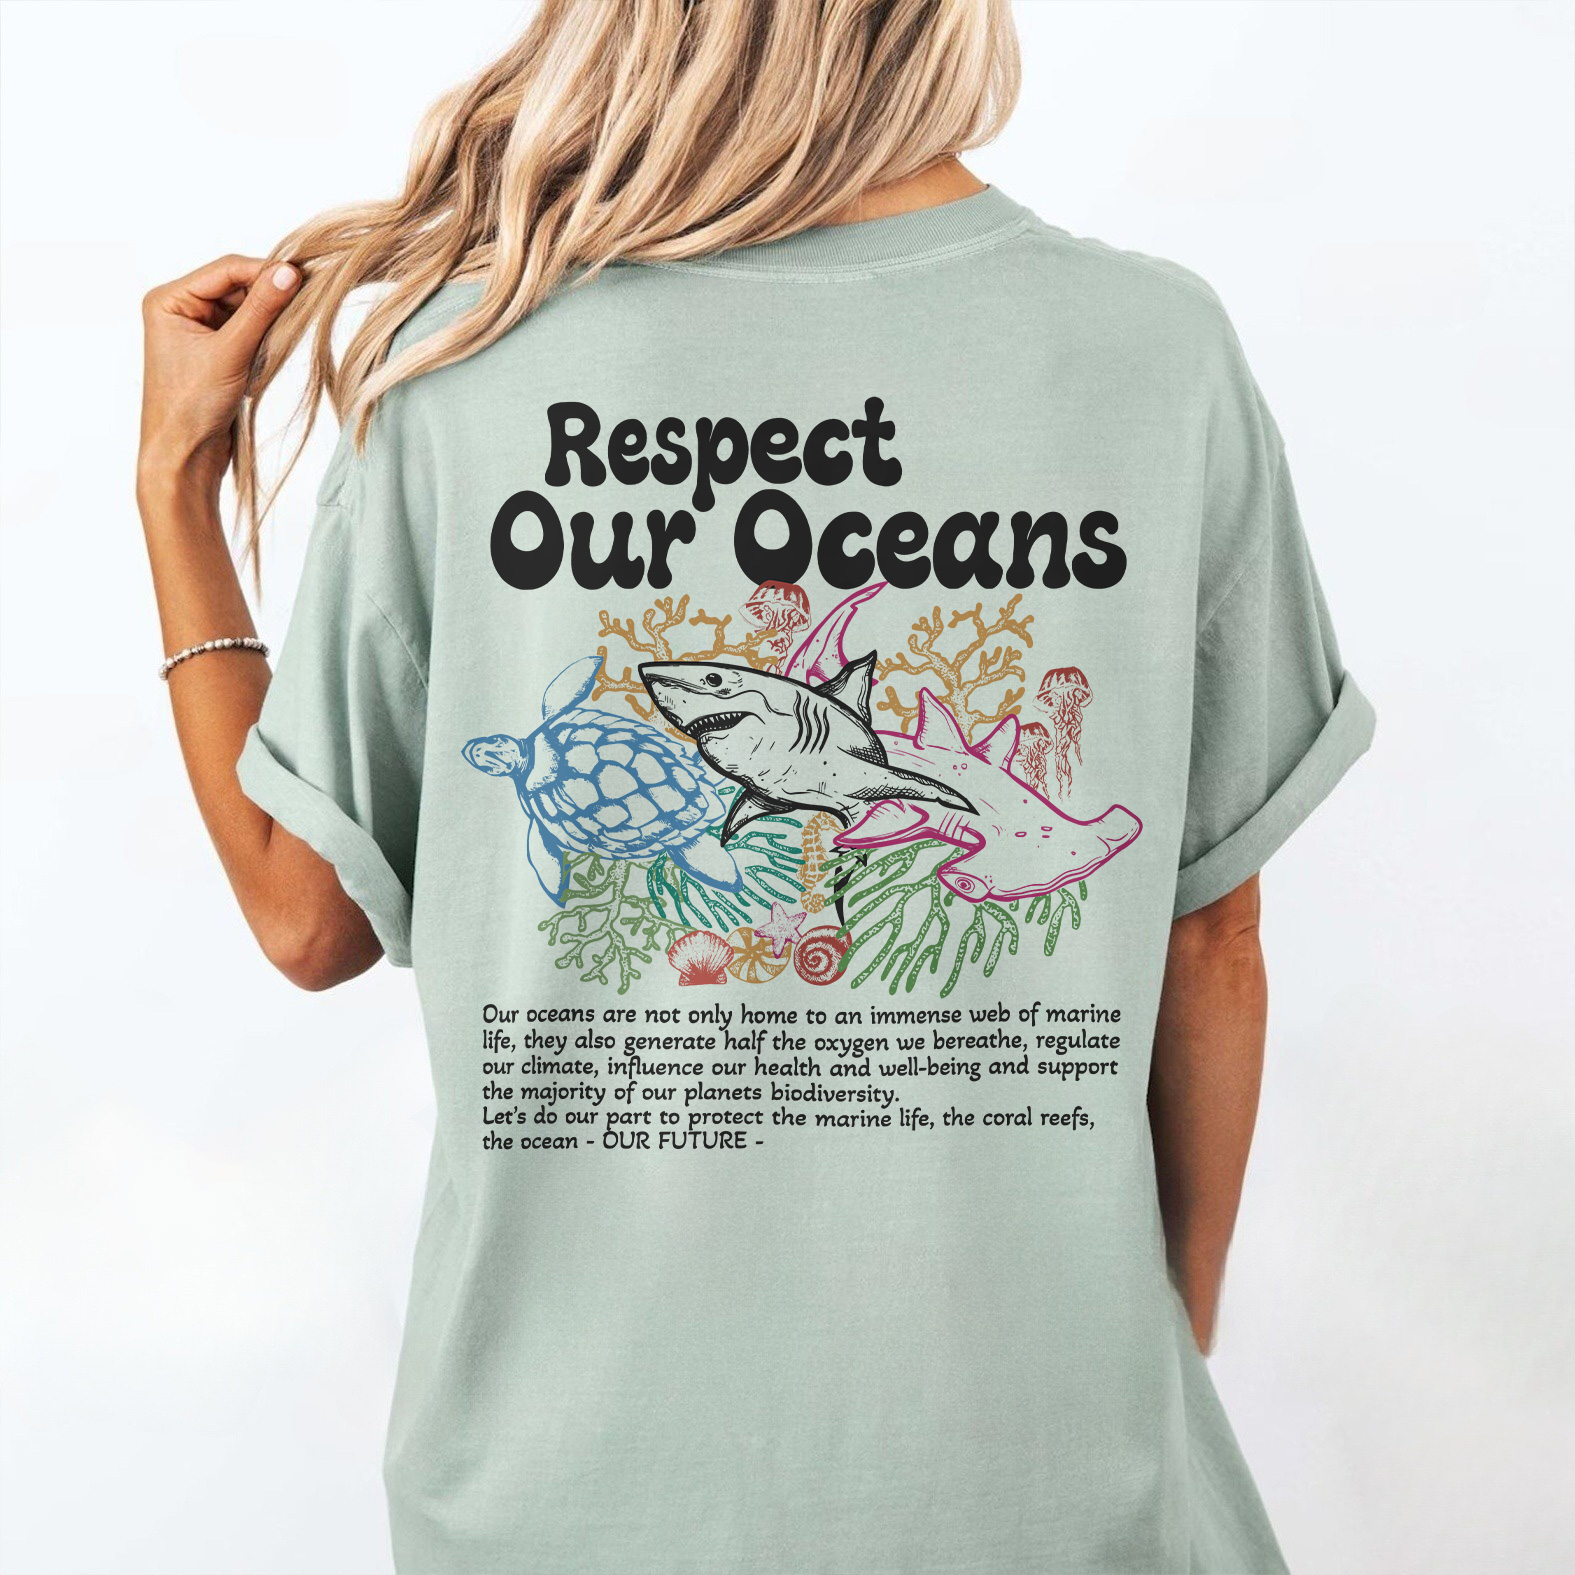 Respect
Our Oceans
Our oceans are not only home to an immense web of marine
life, they also generate half the oxygen we bereathe, regulate
our climate, influence our health and well-being and support
the majority of our planets biodiversity.
Let's do our part to protect the marine life, the coral reefs,
the ocean - OUR FUTURE -